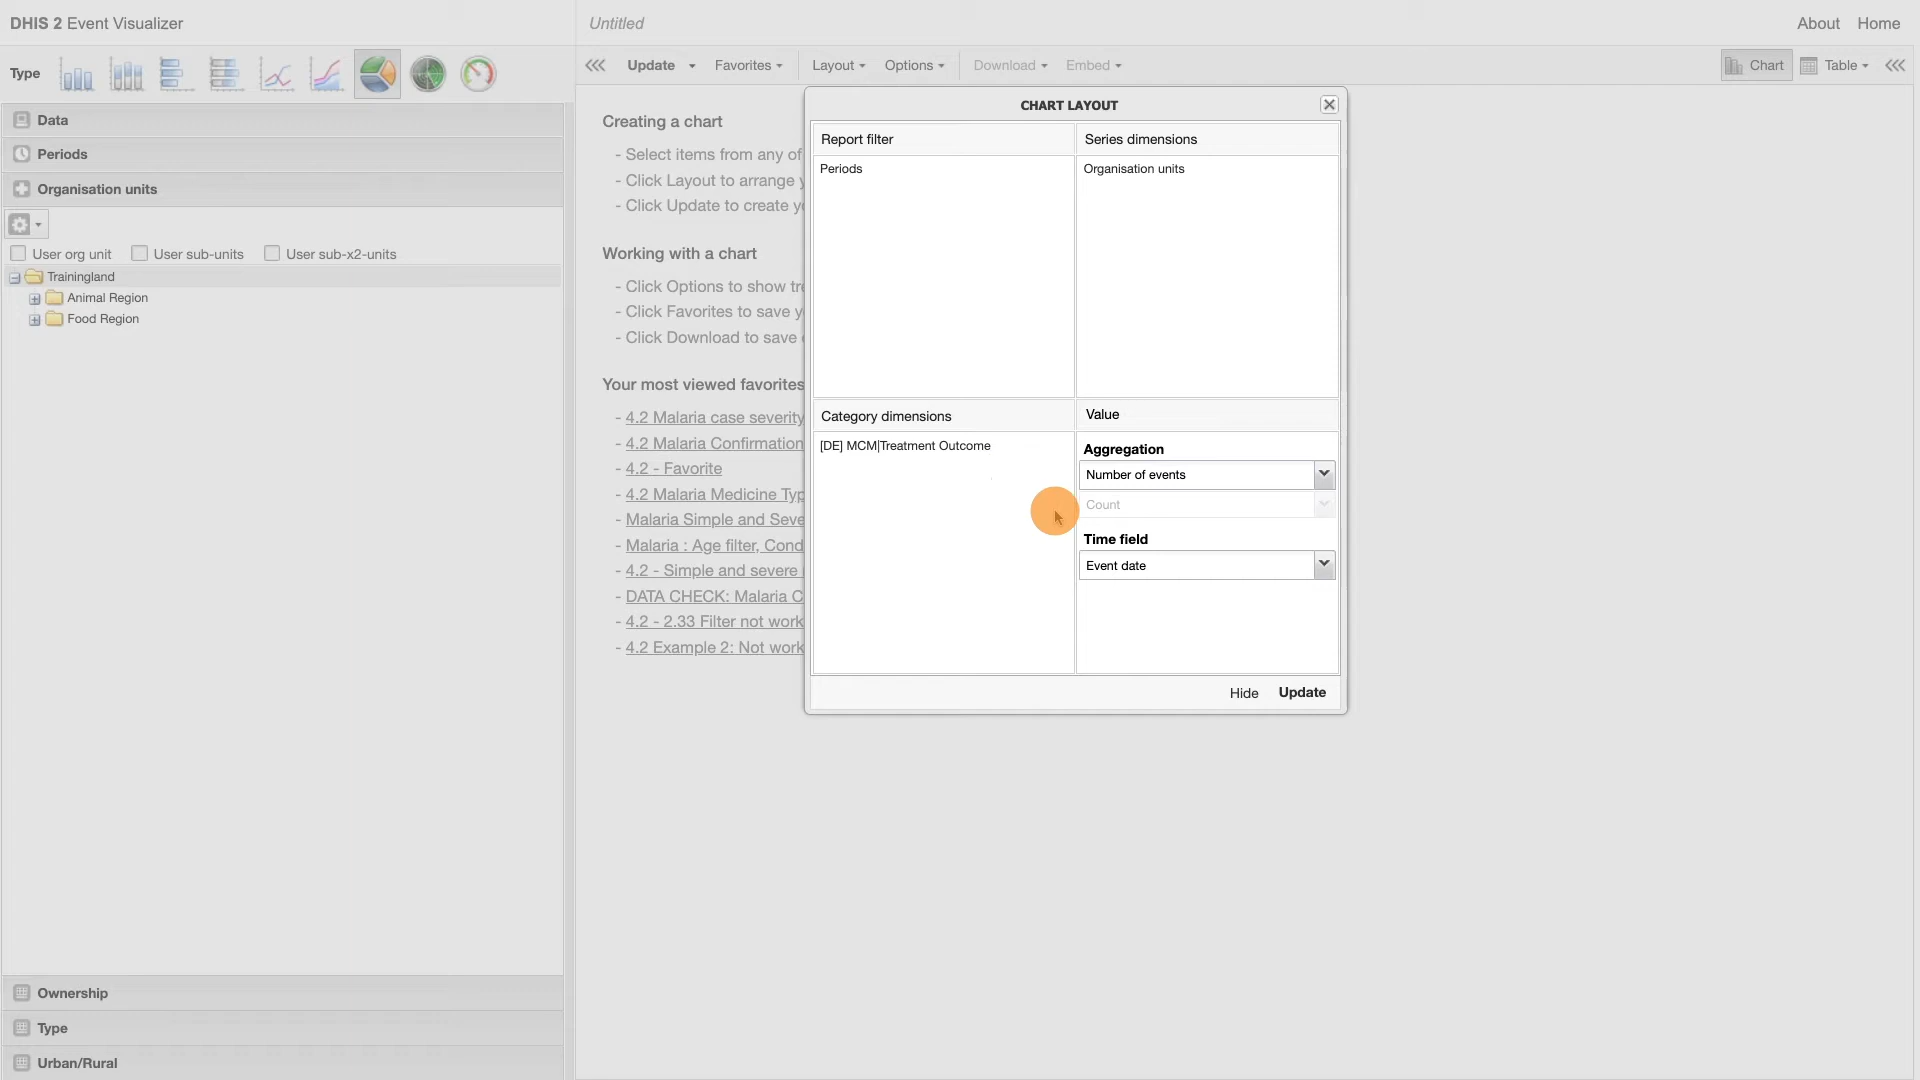 DHIS 2 Event Visualizer
Untitled
About
Home
Type
Update
Favorites
Layout
Options
Download
Embed
Chart
Table
Data
Periods
Organisation units
User org unit
User sub-units
User sub-x2-units
Trainingland
Animal Region
Food Region
Ownership
Type
Urban/Rural
Creating a chart
- Select items from any of
- Click Layout to arrange
- Click Update to create
Working with a chart
- Click Options to show
- Click Favorites to save
- Click Download to save
Your most viewed favorites
- 4.2 Malaria case severity
- 4.2 Malaria Confirmation
- 4.2 - Favorite
- 4.2 Malaria Medicine Typ
- Malaria Simple and Seve
- Malaria : Age filter, Cond
- 4.2 - Simple and severe
- DATA CHECK: Malaria C
- 4.2 - 2.33 Filter not work
- 4.2 Example 2: Not work
CHART LAYOUT
Report filter
Periods
Series dimensions
Organisation units
Category dimensions
[DE] MCM|Treatment Outcome
Value
Aggregation
Number of events
Count
Time field
Event date
Hide
Update